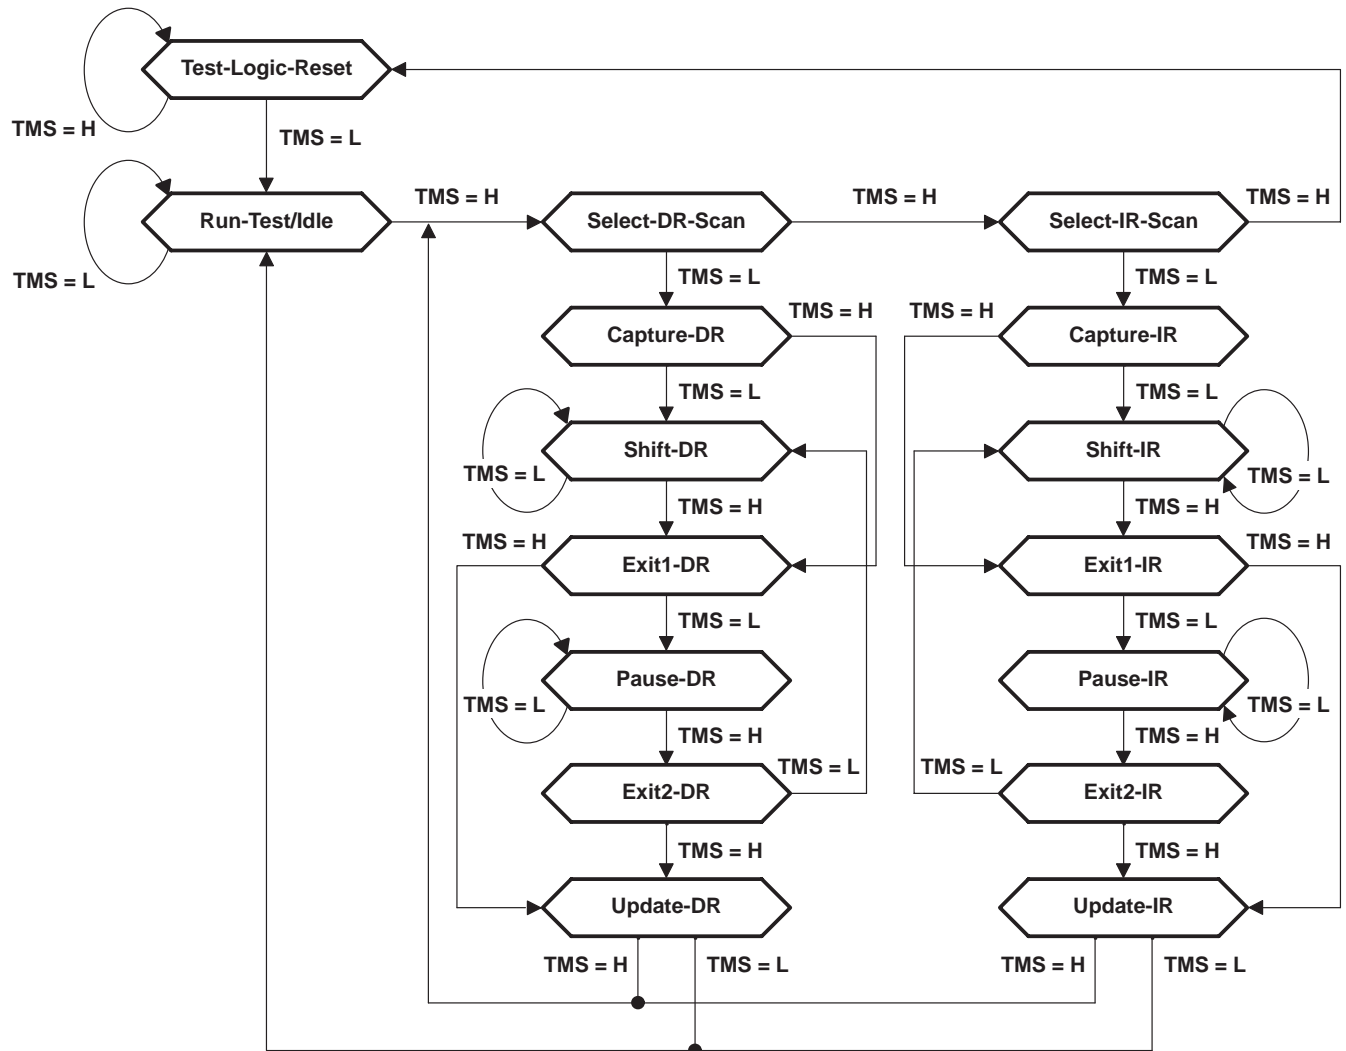 Test-Logic-Reset
TMS = H
TMS = L
TMS = H
TMS = H
TMS = H
Run-Test/Idle
Select-DR-Scan
Select-IR-Scan
TMS = L
TMS = L
TMS = L
TMS = H
TMS = H
Capture-DR
Capture-IR
TMS = L
TMS = L
Shift-DR
Shift-IR
TMS = L
TMS = L
TMS = H
TMS = H
TMS = H
TMS = H
Exit1-DR
Exit1-IR
TMS = L
TMS = L
Pause-DR
Pause-IR
TMS = L
TMS = L
TMS = H
TMS = H
TMS = L
TMS = L
Exit2-DR
Exit2-IR
TMS = H
TMS = H
Update-DR
Update-IR
TMS = H
TMS = L
TMS = H
TMS = L